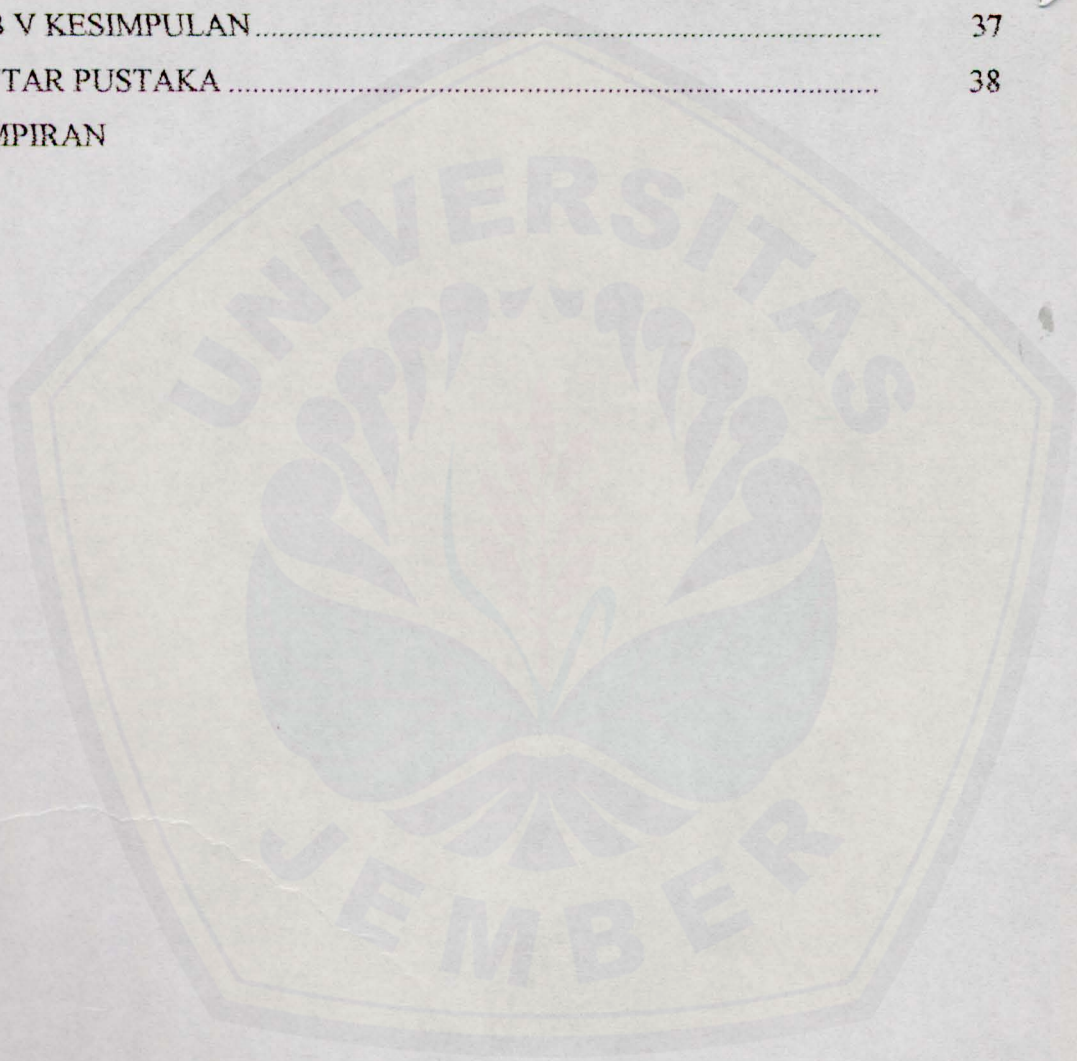 B V KESIMPULAN........................................ 37
TAR PUSTAKA........................................ 38
MPIRAN
UNIVERSITAS
JEMBER